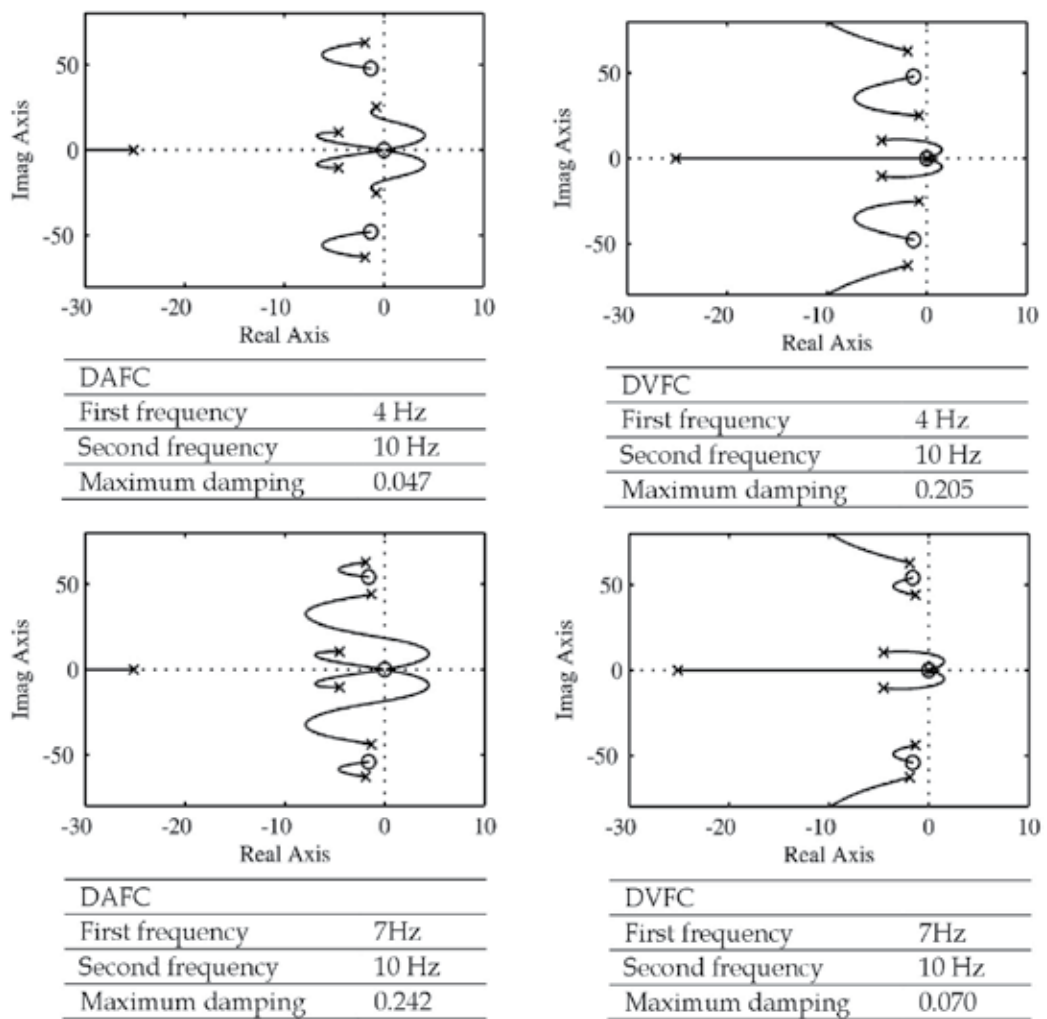 50
0
-50
Imag Axis
-30
-20
-10
0
10
Real Axis
DAFC
First frequency 4 Hz
Second frequency 10 Hz
Maximum damping 0.047
50
0
-50
Imag Axis
-30
-20
-10
0
10
Real Axis
DVFC
First frequency 4 Hz
Second frequency 10 Hz
Maximum damping 0.205
50
0
-50
Imag Axis
-30
-20
-10
0
10
Real Axis
DAFC
First frequency 7Hz
Second frequency 10 Hz
Maximum damping 0.242
50
0
-50
Imag Axis
-30
-20
-10
0
10
Real Axis
DVFC
First frequency 7Hz
Second frequency 10 Hz
Maximum damping 0.070